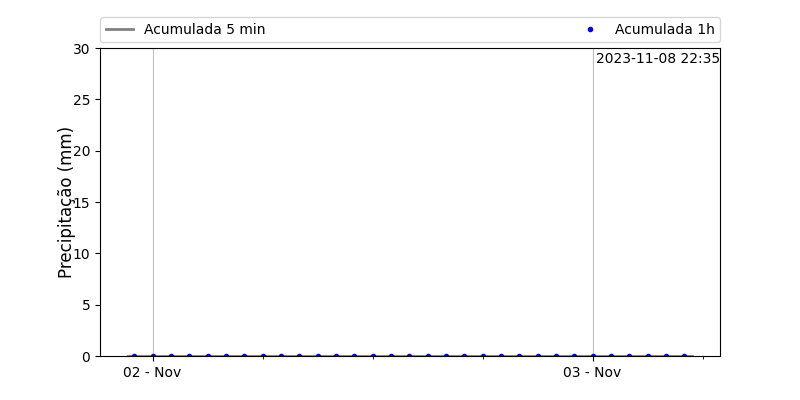 Acumulada 5 min
Acumulada 1h
2023-11-08 22:35
Precipitação (mm)
30
25
20
15
10
5
0
02 - Nov
03 - Nov